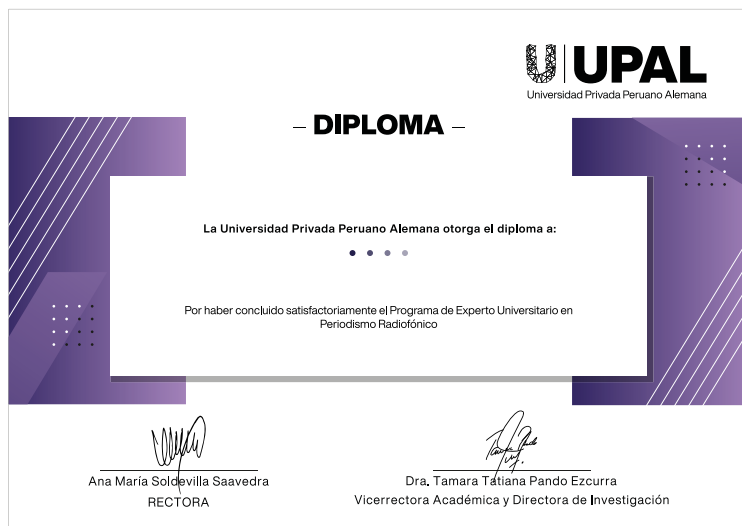 UPAL
Universidad Privada Peruano Alemana
– DIPLOMA –
La Universidad Privada Peruano Alemana otorga el diploma a:
Por haber concluido satisfactoriamente el Programa de Experto Universitario en
Periodismo Radiofónico
Ana María Soldevilla Saavedra
RECTORA
Dra. Tamara Tatiana Pando Ezcurra
Vicerrectora Académica y Directora de Investigación